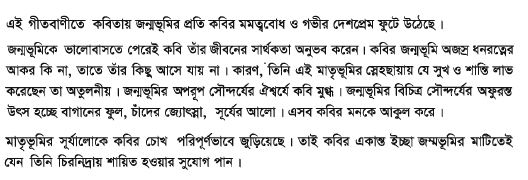 এই গীতবাণীতে কবিতায় জন্মভূমির প্রতি কবির মমত্ববোধ ও গভীর দেশপ্রেম ফুটে উঠেছে।
জন্মভূমিকে ভালোবাসতে পেরেই কবি তাঁর জীবনের সার্থকতা অনুভব করেন। কবির জন্মভূমি অজস্র ধনরত্নের
আকর কি না, তাতে তাঁর কিছু আসে যায় না। কারণ, তিনি এই মাতৃভূমির স্নেহছায়ায় যে সুখ ও শান্তি লাভ
করেছেন তা অতুলনীয়। জন্মভূমির অপরূপ সৌন্দর্যের ঐশ্বর্যে কবি মুগ্ধ। জন্মভূমির বিচিত্র সৌন্দর্যের অফুরন্ত
উৎস হচ্ছে বাগানের ফুল, চাঁদের জ্যোৎস্না, সূর্যের আলো। এসব কবির মনকে আকুল করে।
মাতৃভূমির সূর্যালোকে কবির চোখ পরিপূর্ণভাবে জুড়িয়েছে। তাই কবির একান্ত ইচ্ছা জন্মভূমির মাটিতেই
যেন তিনি চিরনিদ্রায় শায়িত হওয়ার সুযোগ পান।